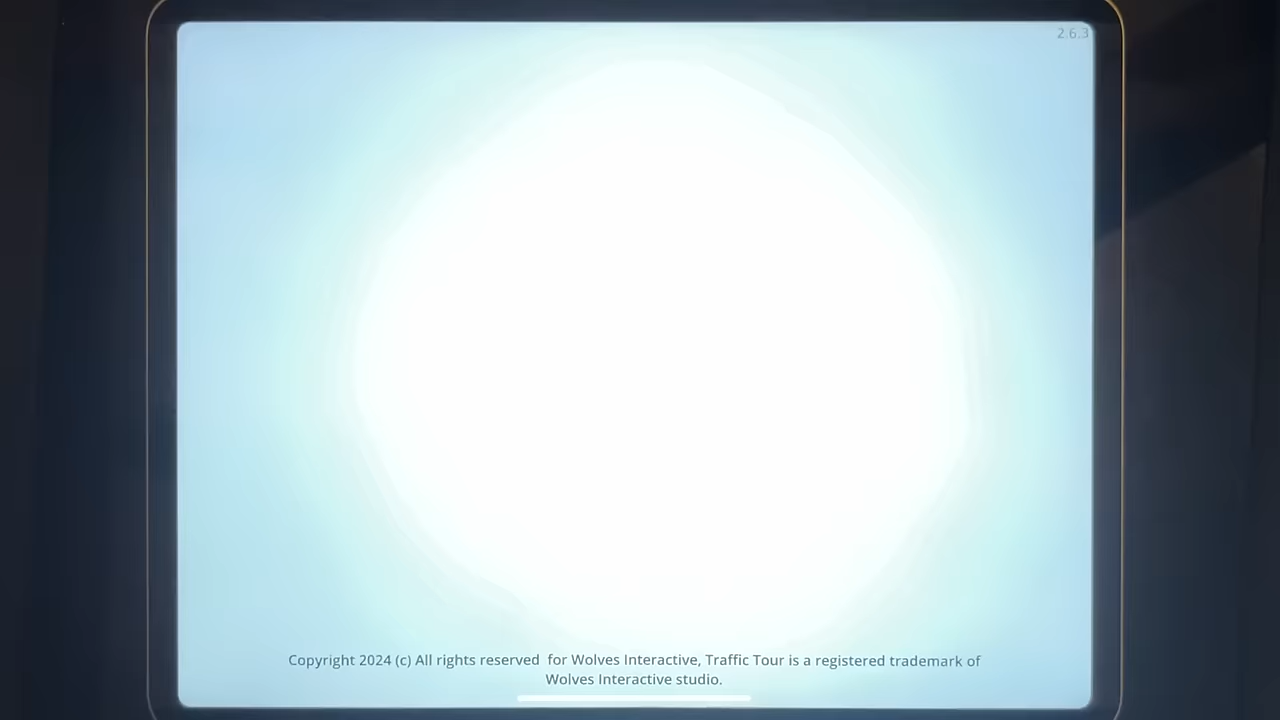 2.6.3
Copyright 2024 (c) All rights reserved  for Wolves Interactive, Traffic Tour is a registered trademark of
Wolves Interactive studio.